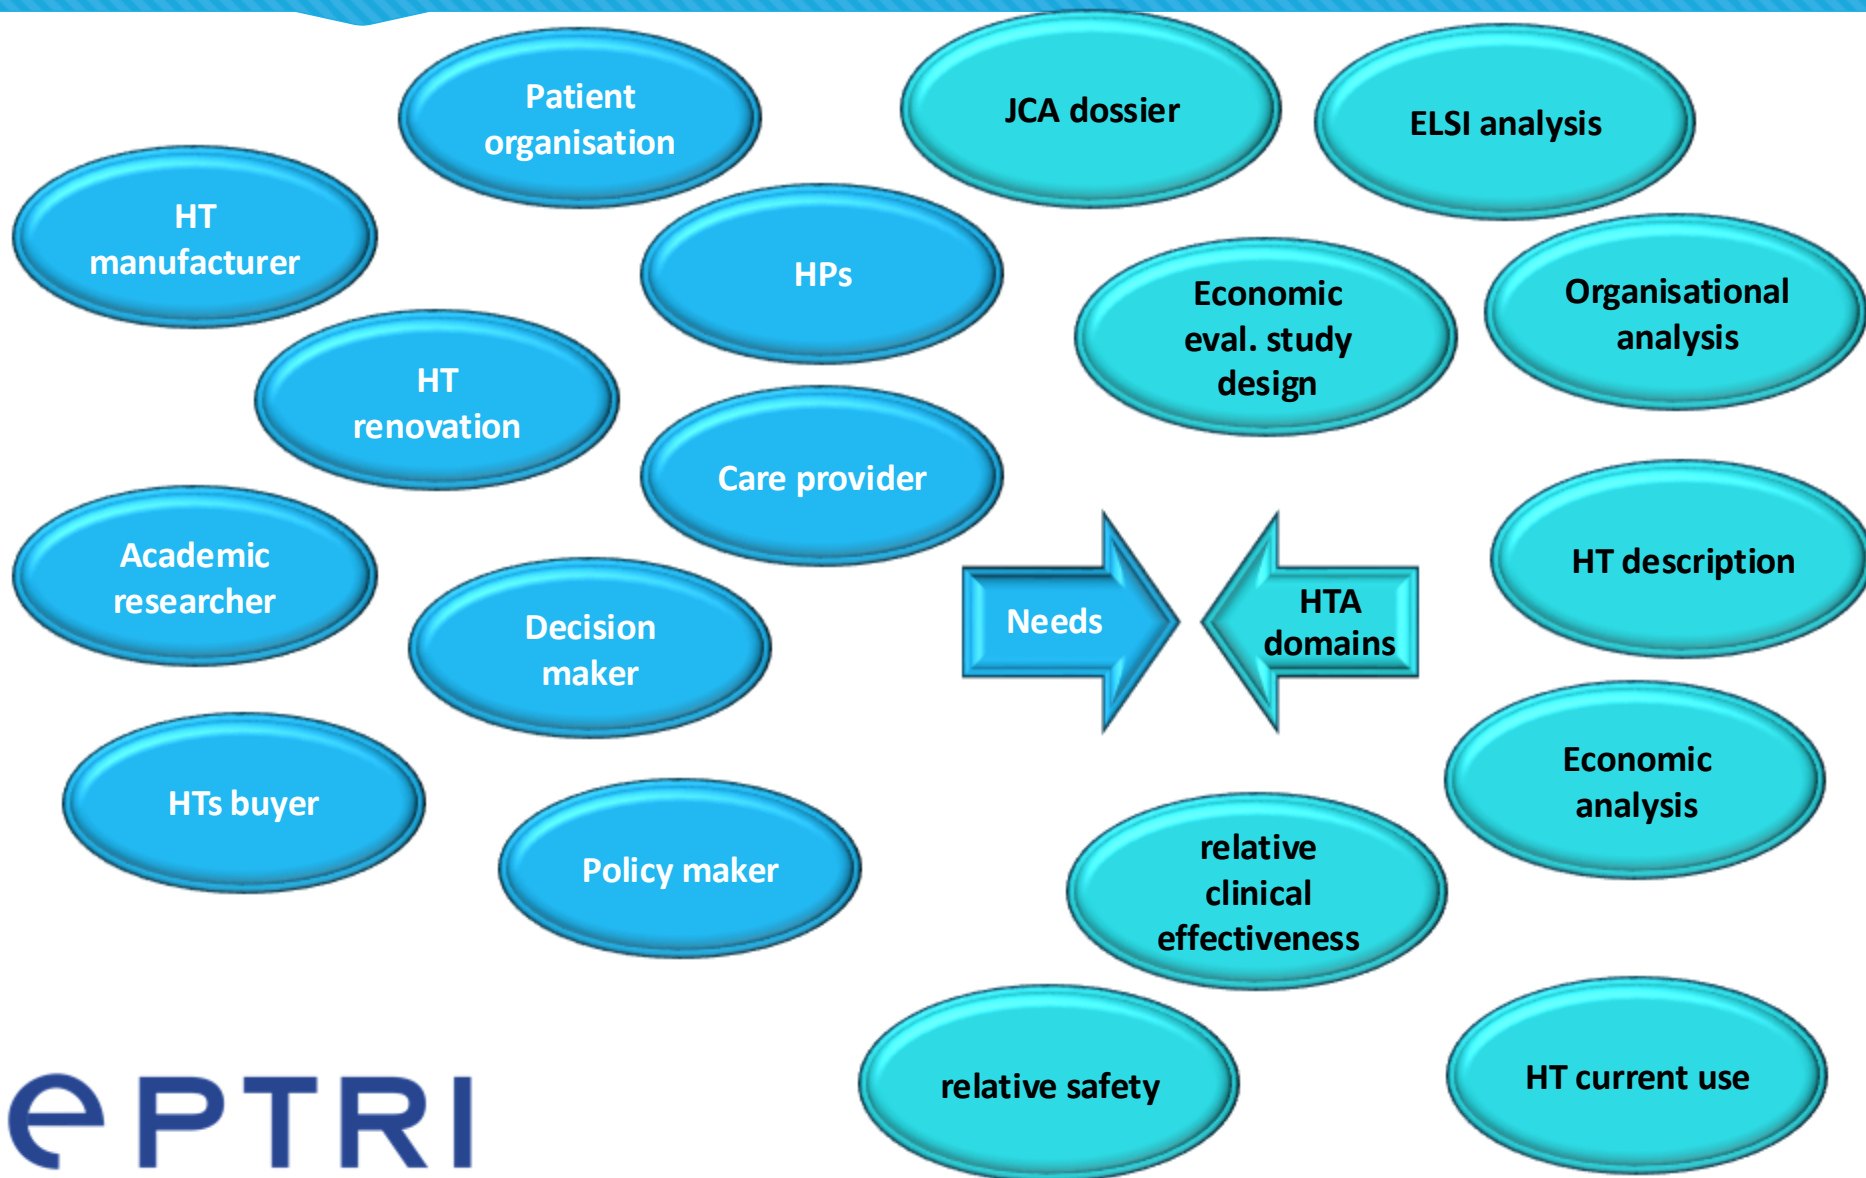 Patient
organisation
JCA dossier
ELSI analysis
HT
manufacturer
HPs
Economic
eval. study
design
Organisational
analysis
HT
renovation
Care provider
Academic
researcher
Decision
maker
Needs
HTA
domains
HT description
HTs buyer
Policy maker
Economic
analysis
relative
clinical
effectiveness
relative safety
HT current use
ePTRI